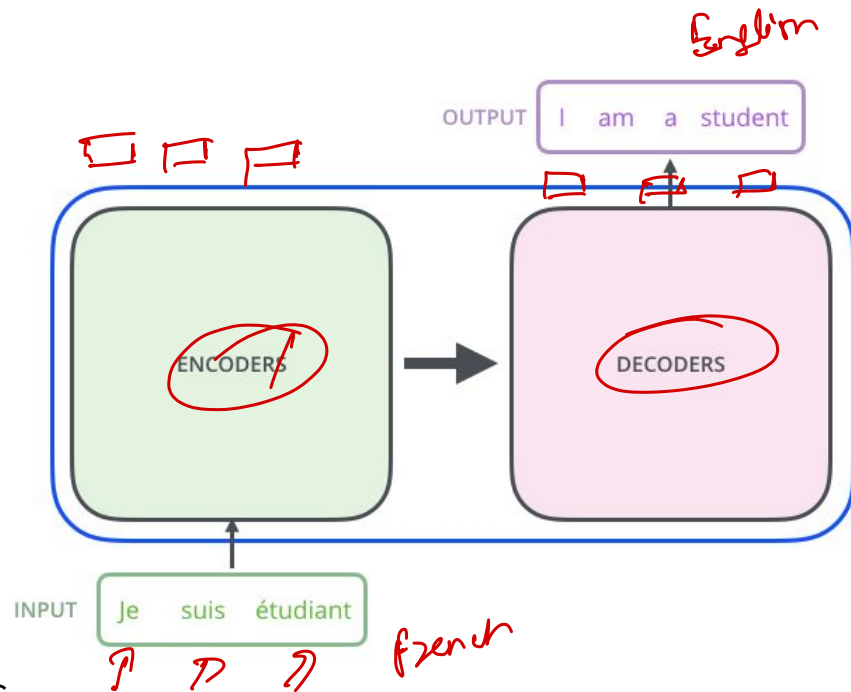 English
OUTPUT I am a student
ENCODERS DECODERS
INPUT Je suis étudiant
french